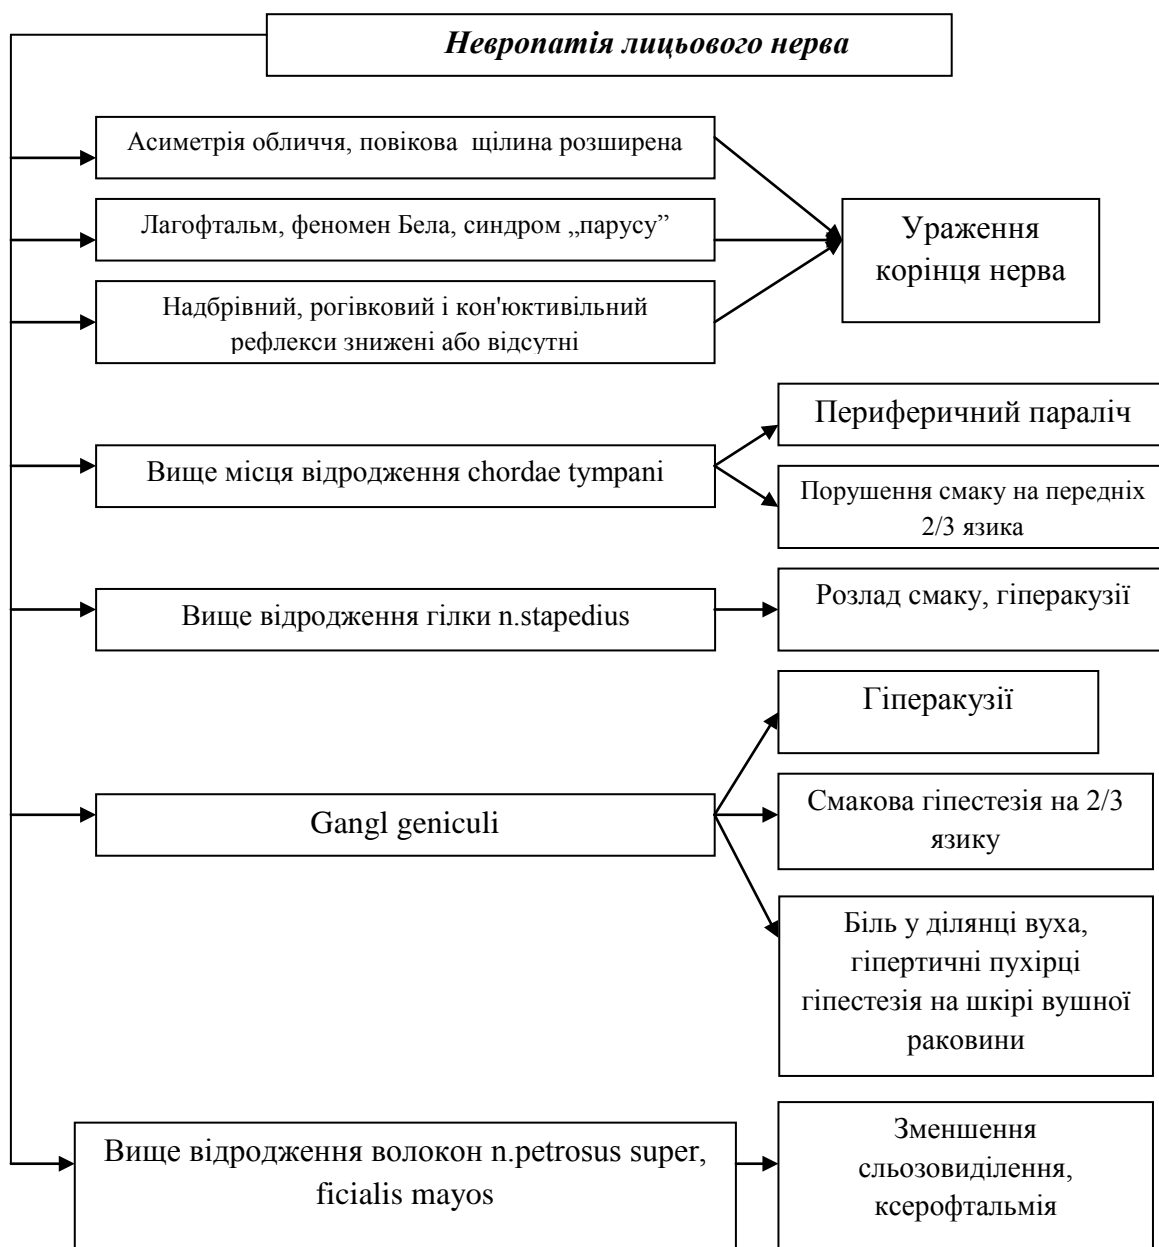 Невропатія лицьового нерва
Асиметрія обличчя, повікова щілина розширена
Лагофтальм, феномен Бела, синдром „парусу”
Надбрівний, рогівковий і кон'юктивільний
рефлекси знижені або відсутні
Ураження
корінця нерва
Вище місця відродження chordae tympani
Периферичний параліч
Порушення смаку на передніх
2/3 язика
Вище відродження гілки n.stapedius
Розлад смаку, гіперакузії
Gangl geniculi
Гіперакузії
Смакова гіпестезія на 2/3
язику
Біль у ділянці вуха,
гіпертичні пухірці
гіпестезія на шкірі вушної
раковини
Вище відродження волокон n.petrosus super,
ficialis mayos
Зменшення
сльозовиділення,
ксерофтальмія